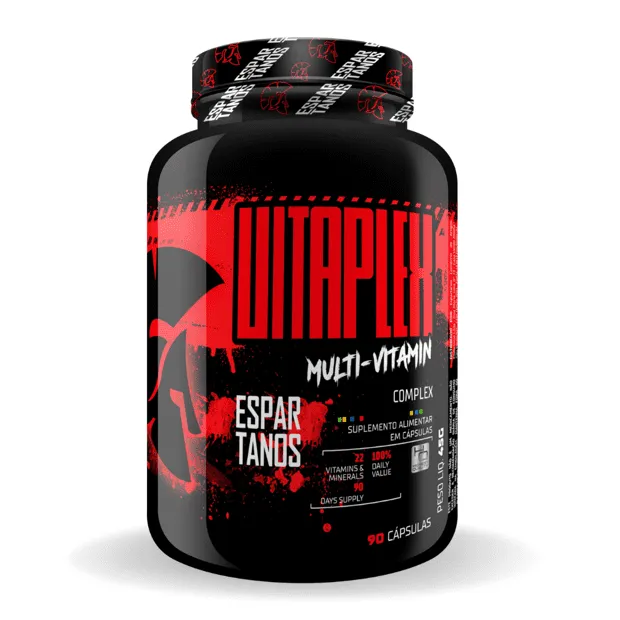 ESPAR
TANOS
VITAPLEX
MULTI-VITAMIN
COMPLEX
ESPAR
TANOS
SUPLEMENTO ALIMENTAR
EM CÁPSULAS
22
VITAMINS &
MINERALS
100%
DAILY
VALUE
90
DAYS SUPPLY
PESO LIQ. 45G
90 CÁPSULAS